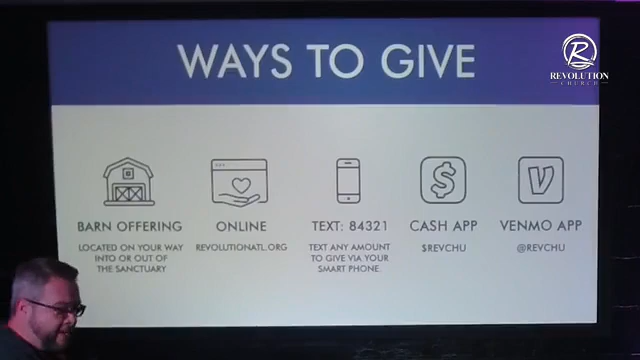 WAYS TO GIVE
REVOLUTION
CHURCH
BARN OFFERING
LOCATED ON YOUR WAY
INTO OR OUT OF
THE SANCTUARY
ONLINE
REVOLUTIONATL.ORG
TEXT: 84321
TEXT ANY AMOUNT
TO GIVE VIA YOUR
SMART PHONE.
CASH APP
$REVCHU
VENMO APP
@REVCHU